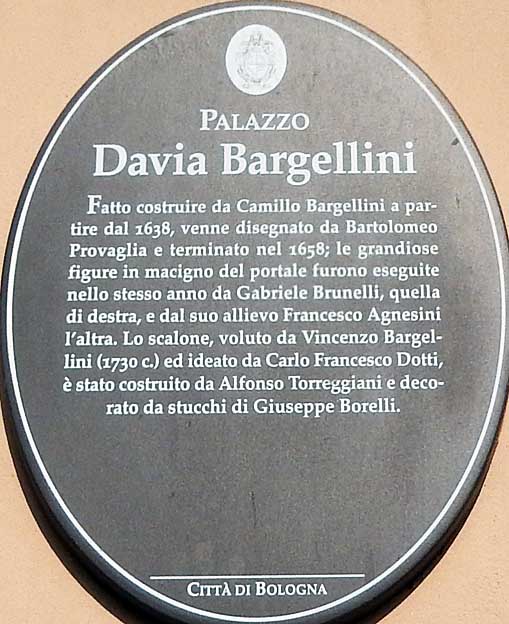 PALAZZO
Davia Bargellini
Fatto costruire da Camillo Bargellini a par-
tire dal 1638, venne disegnato da Bartolomeo
Provaglia e terminato nel 1658; le grandiose
figure in macigno del portale furono eseguite
nello stesso anno da Gabriele Brunelli, quella
di destra, e dal suo allievo Francesco Agnesini
l'altra. Lo scalone, voluto da Vincenzo Bargel-
lini (1730 c.) ed ideato da Carlo Francesco Dotti,
è stato costruito da Alfonso Torreggiani e deco-
rato da stucchi di Giuseppe Borelli.
CITTÀ DI BOLOGNA